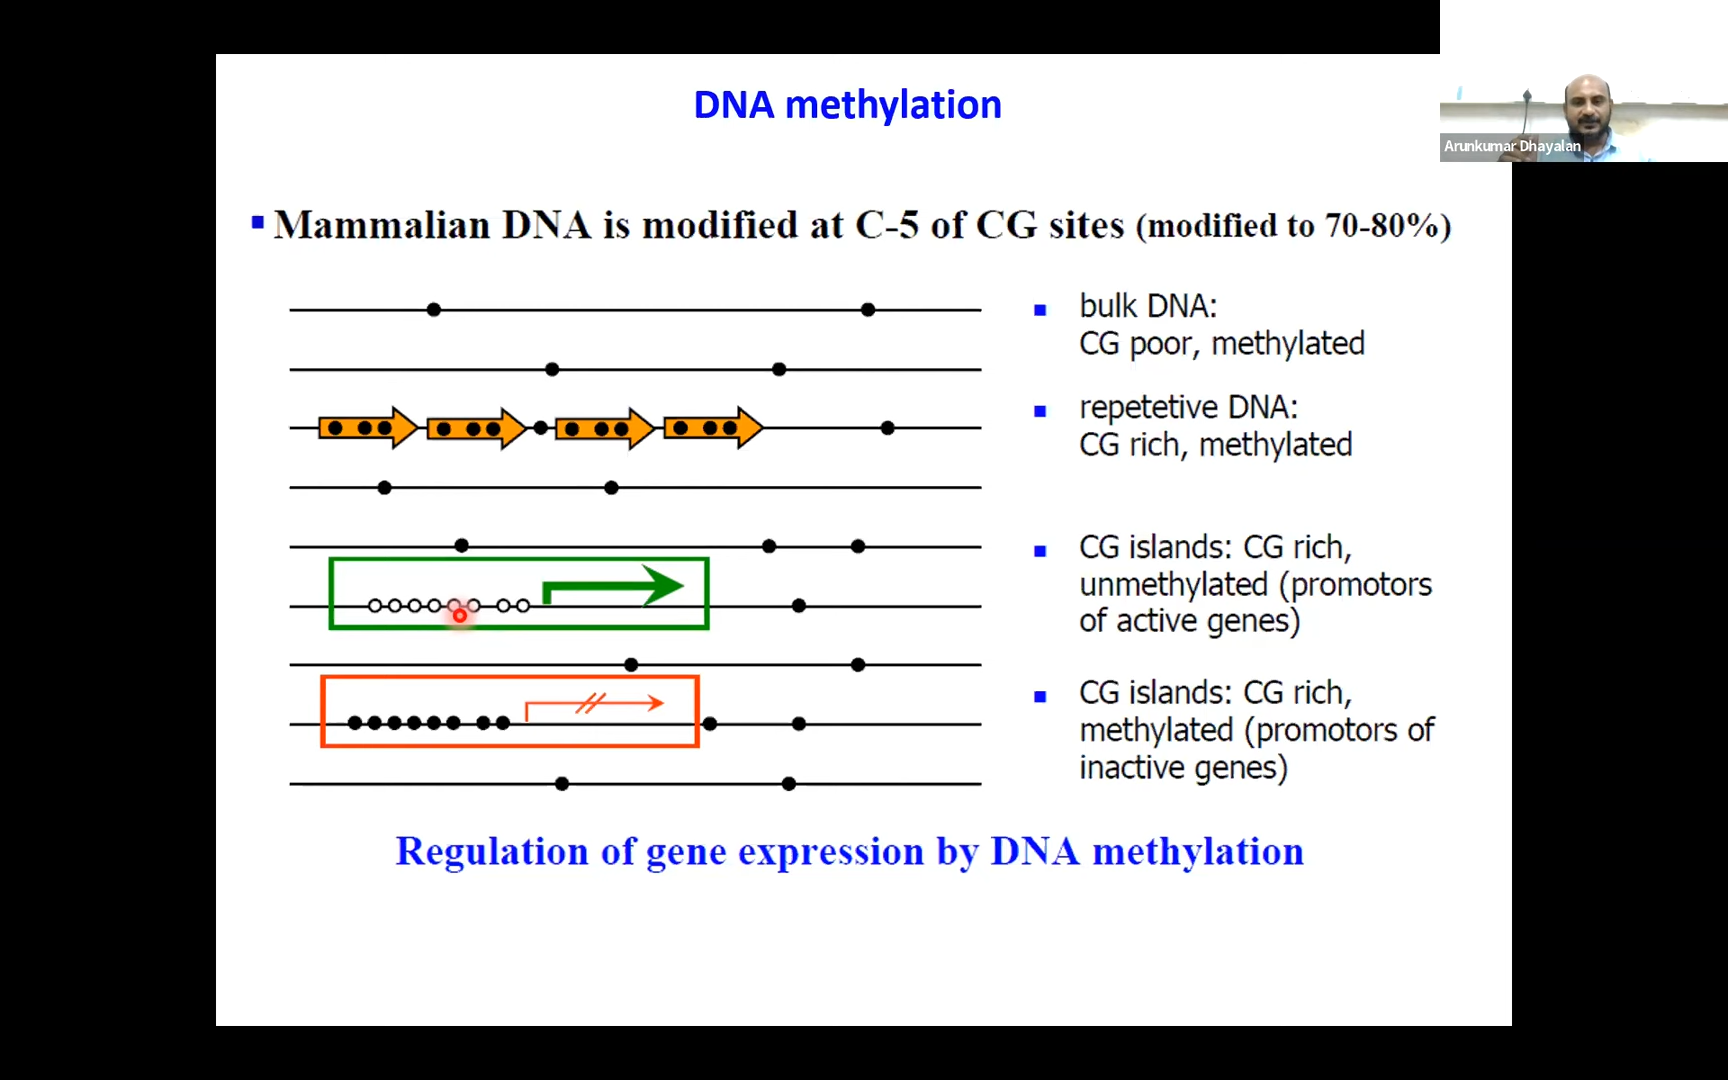 DNA methylation
Arunkumar Dhayalan
Mammalian DNA is modified at C-5 of CG sites (modified to 70-80%)
bulk DNA:
CG poor, methylated
repetetive DNA:
CG rich, methylated
CG islands: CG rich,
unmethylated (promotors
of active genes)
CG islands: CG rich,
methylated (promotors of
inactive genes)
Regulation of gene expression by DNA methylation